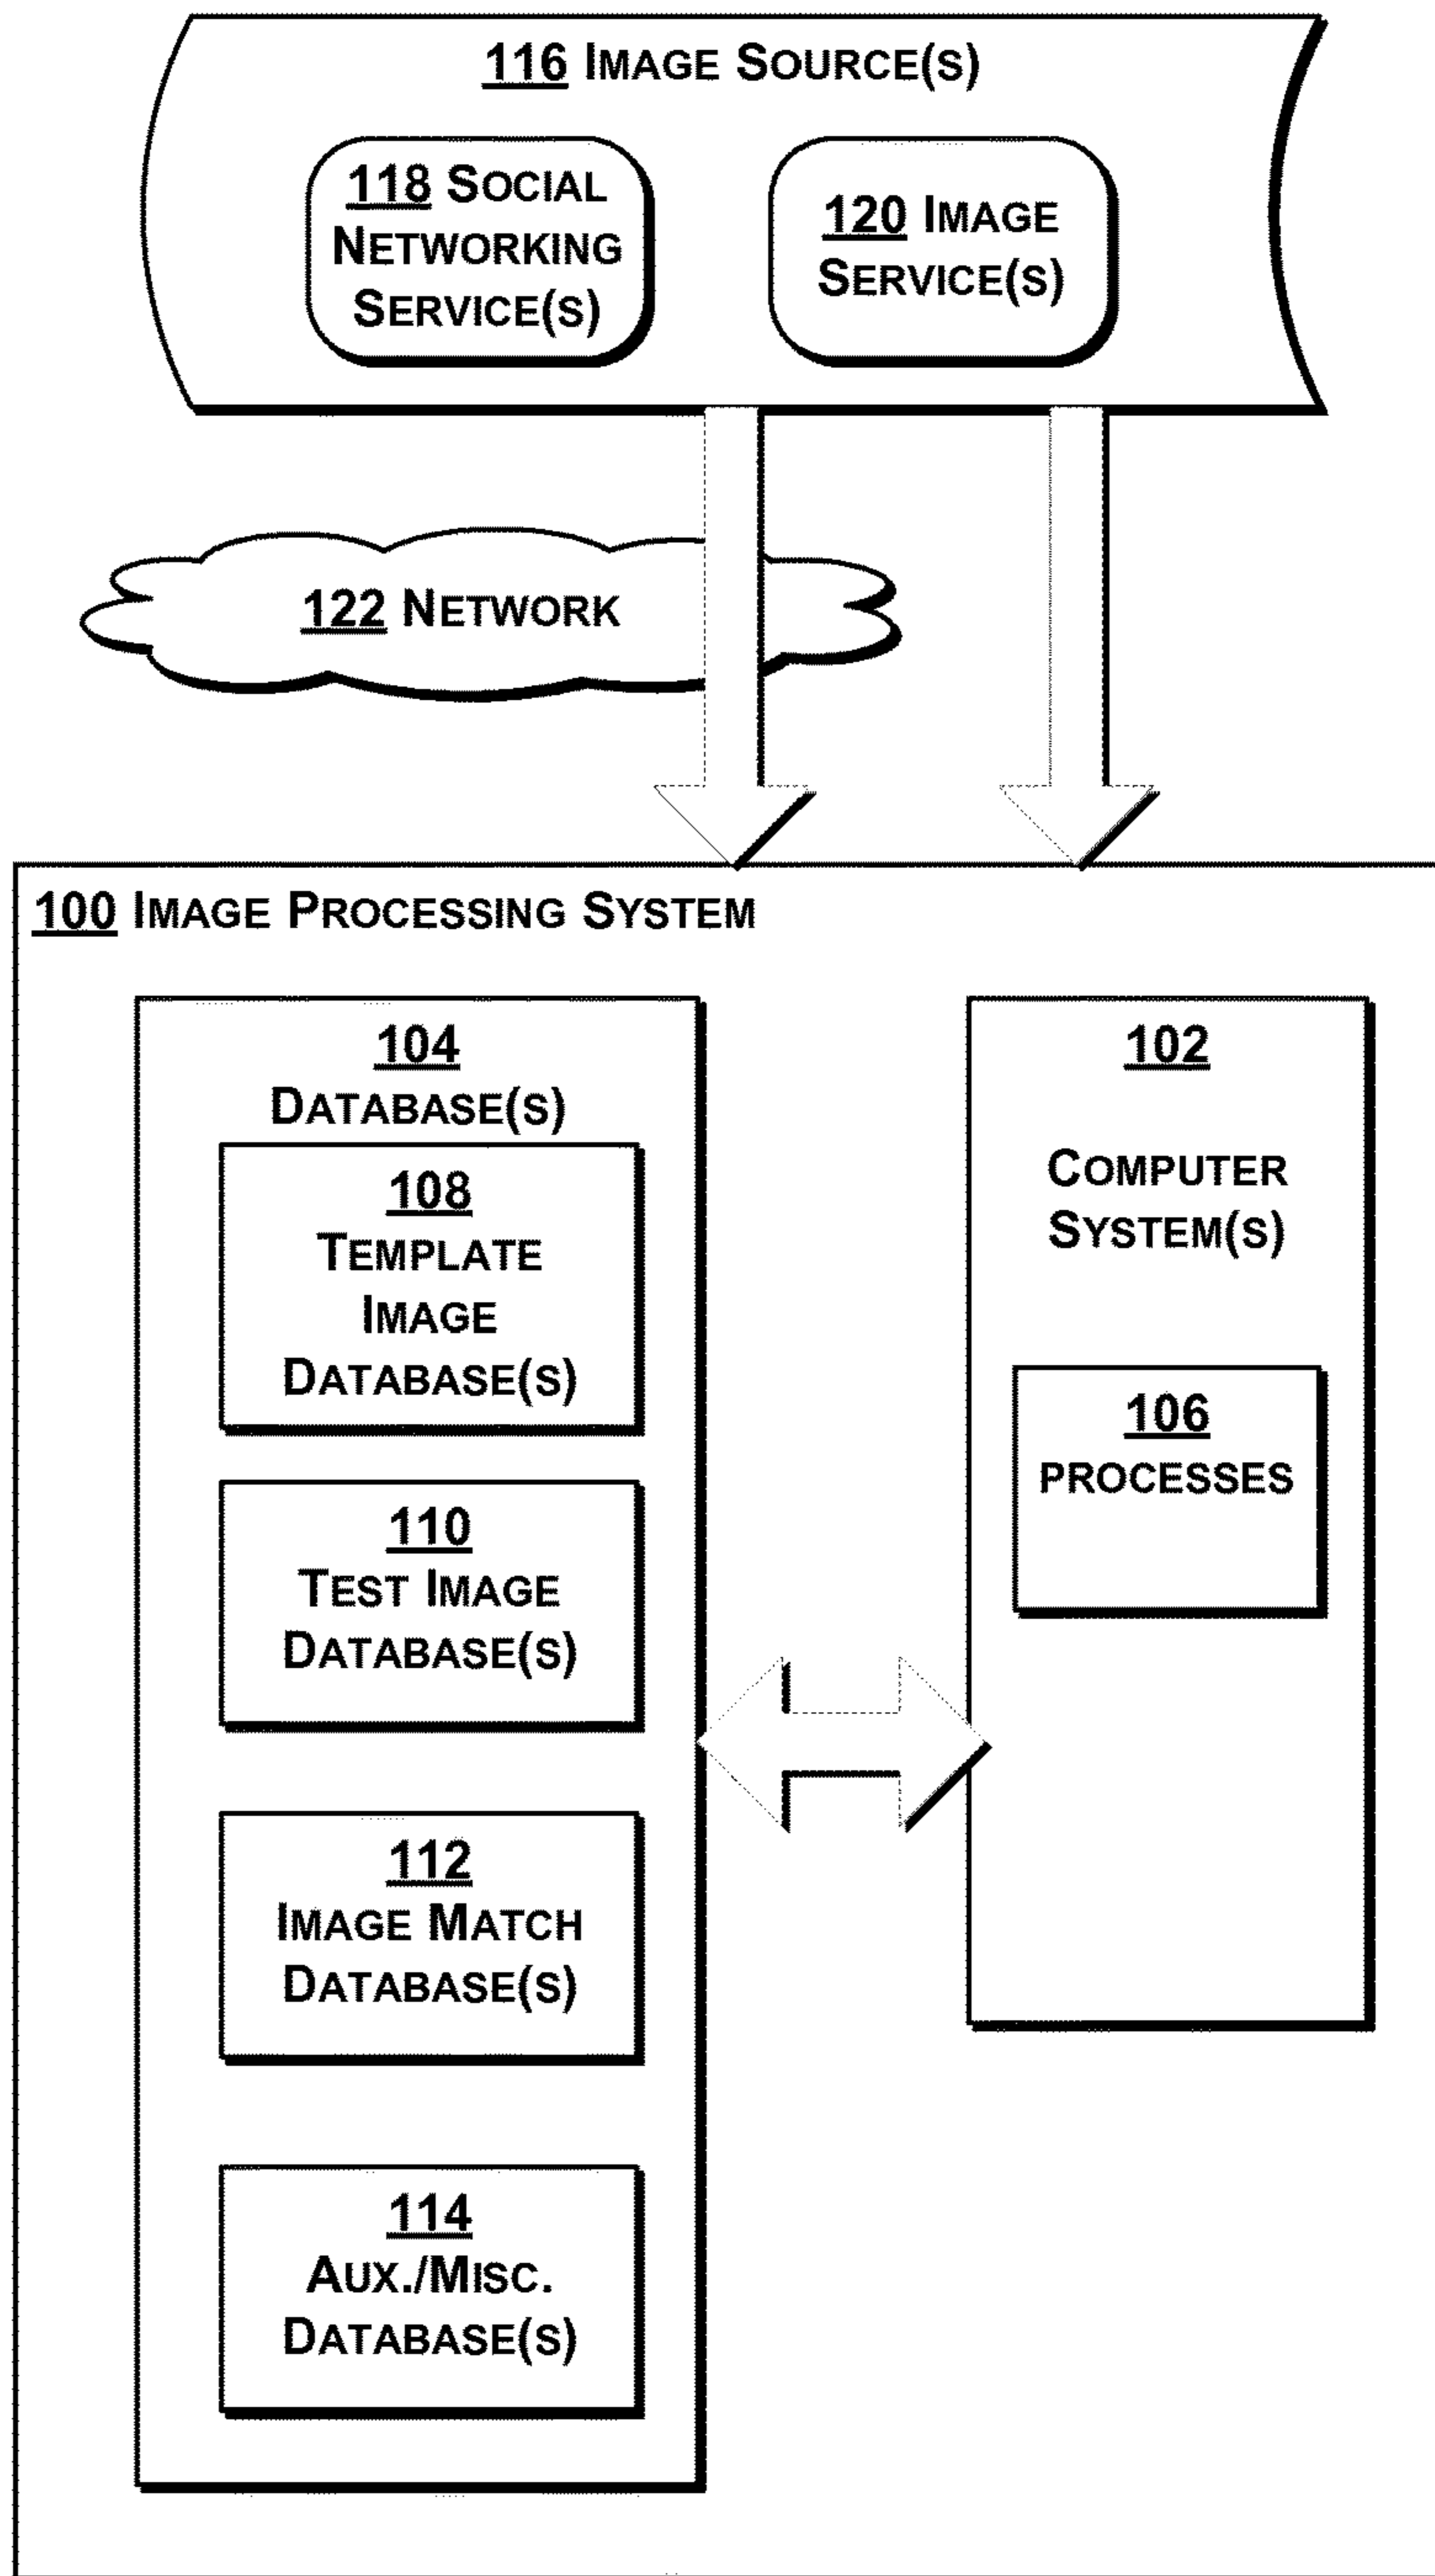 116 IMAGE SOURCE(S)
118 SOCIAL
NETWORKING
SERVICE(S)
120 IMAGE
SERVICE(S)
122 NETWORK
100 IMAGE PROCESSING SYSTEM
104
DATABASE(S)
108
TEMPLATE
IMAGE
DATABASE(S)
110
TEST IMAGE
DATABASE(S)
112
IMAGE MATCH
DATABASE(S)
114
AUX./MISC.
DATABASE(S)
102
COMPUTER
SYSTEM(S)
106
PROCESSES